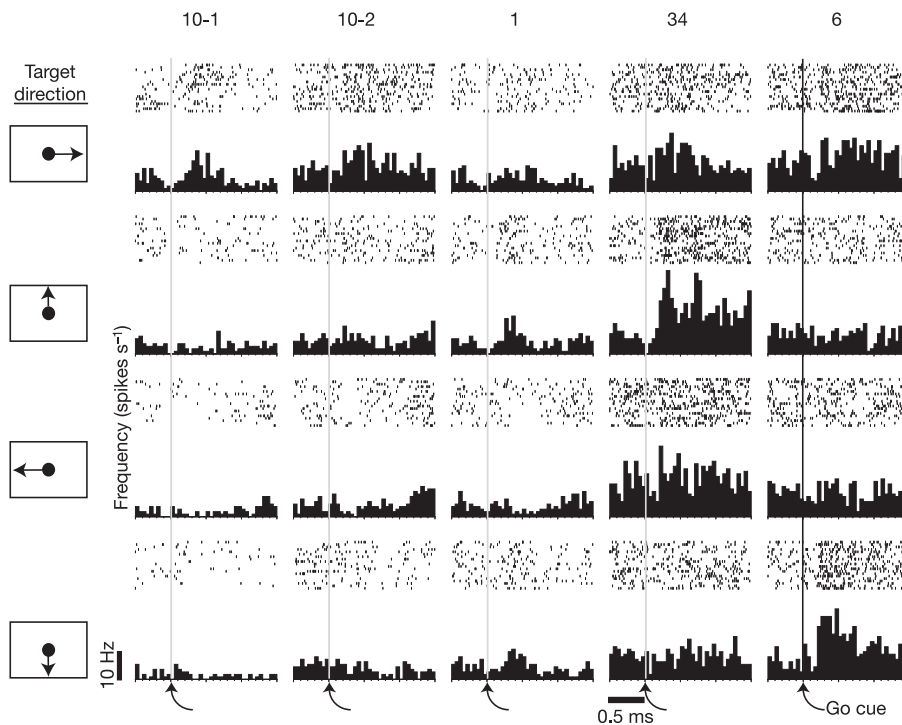 10-1 10-2 1 34 6
Target
direction
Frequency (spikes s⁻¹)
10 Hz
0.5 ms
Go cue